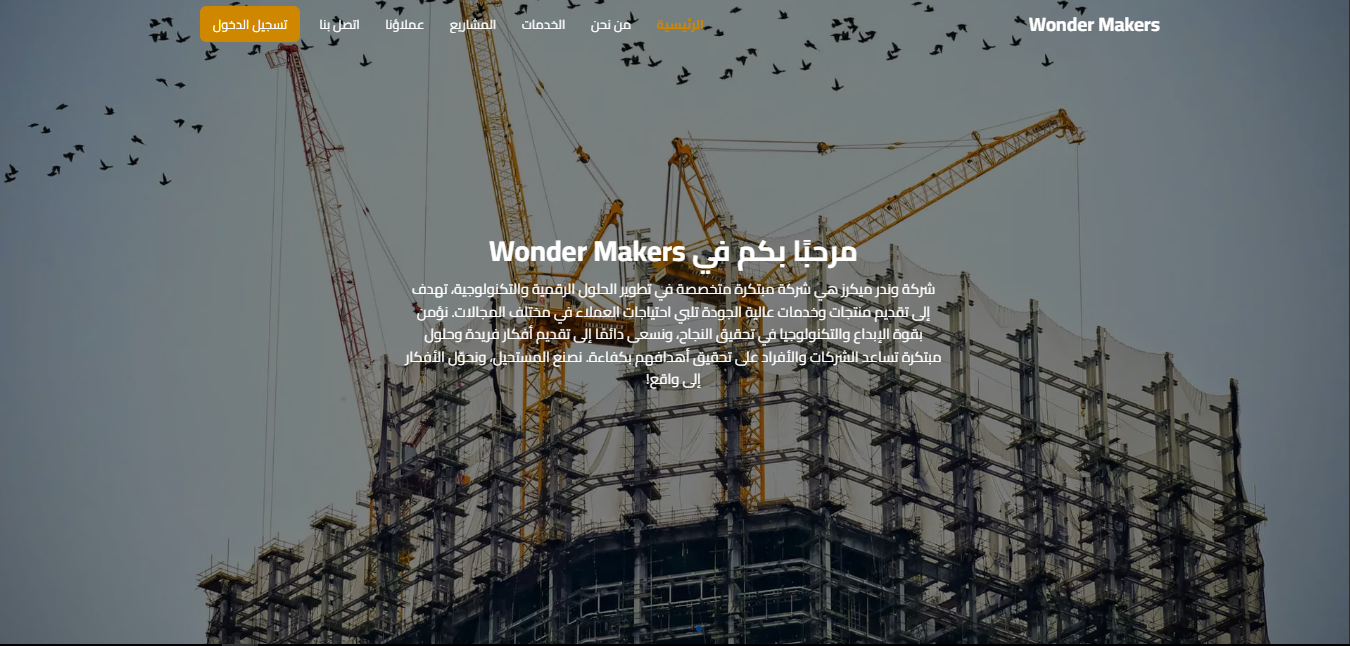 Wonder Makers
الرئيسية
من نحن
الخدمات
المشاريع
عملاؤنا
اتصل بنا
تسجيل الدخول
مرحبًا بكم في Wonder Makers
شركة وندر ميكرز هي شركة مبتكرة متخصصة في تطوير الحلول الرقمية والتكنولوجية، تهدف
إلى تقديم منتجات وخدمات عالية الجودة تلبي احتياجات العملاء في مختلف المجالات. نؤمن
بقوة الإبداع والتكنولوجيا في تحقيق النجاح، ونسعى دائمًا إلى تقديم أفكار فريدة وحلول
مبتكرة تساعد الشركات والأفراد على تحقيق أهدافهم بكفاءة. نصنع المستحيل، ونحوّل الأفكار
إلى واقع!